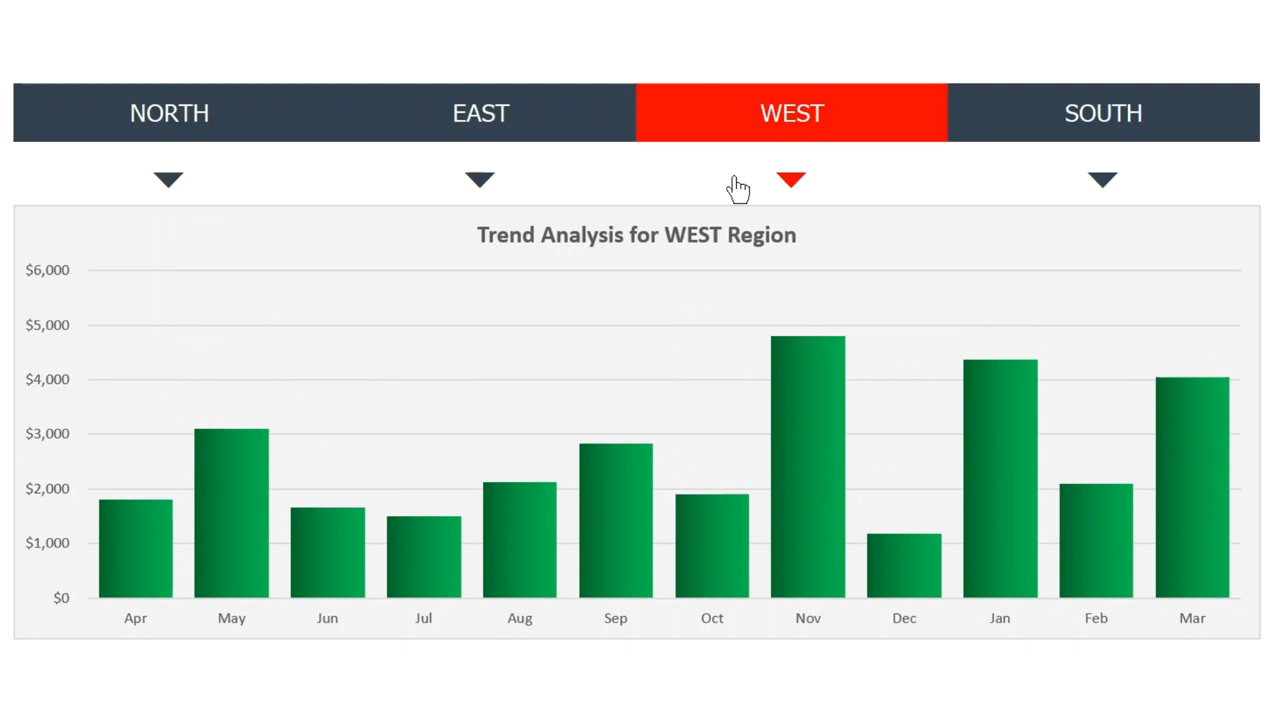 NORTH EAST WEST SOUTH
Trend Analysis for WEST Region
$6,000
$5,000
$4,000
$3,000
$2,000
$1,000
$0
Apr May Jun Jul Aug Sep Oct Nov Dec Jan Feb Mar